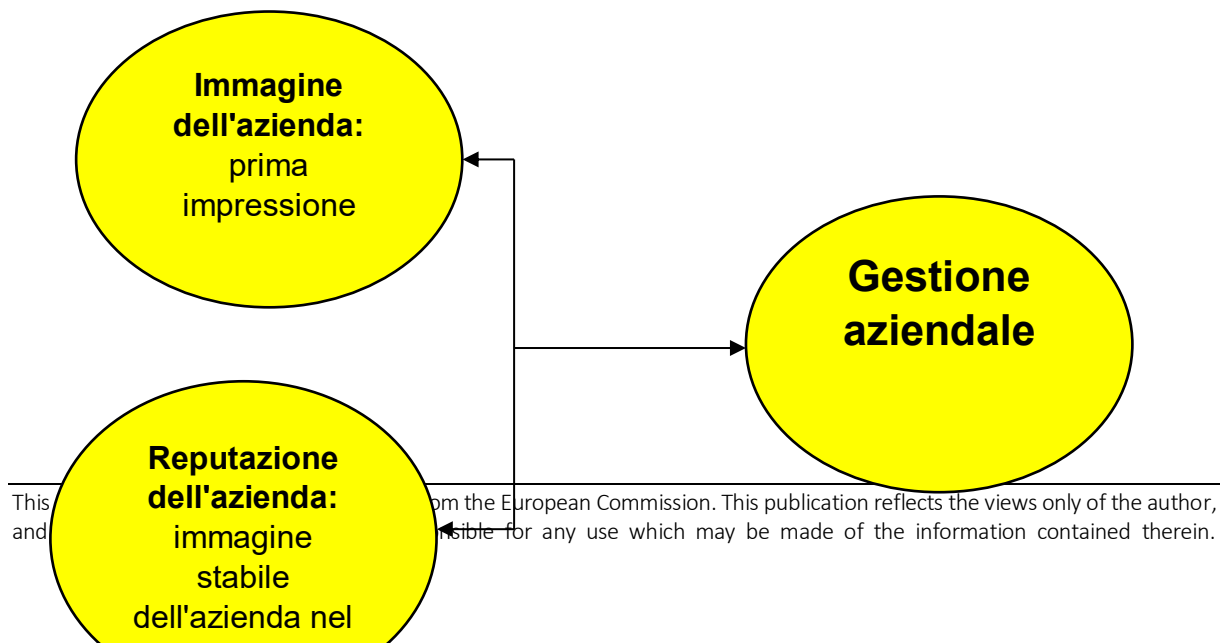 Immagine
dell'azienda:
prima
impressione
Gestione
aziendale
Reputazione
dell'azienda:
immagine
stabile
dell'azienda nel
This om the European Commission. This publication reflects the views only of the author,
and for any use which may be made of the information contained therein.